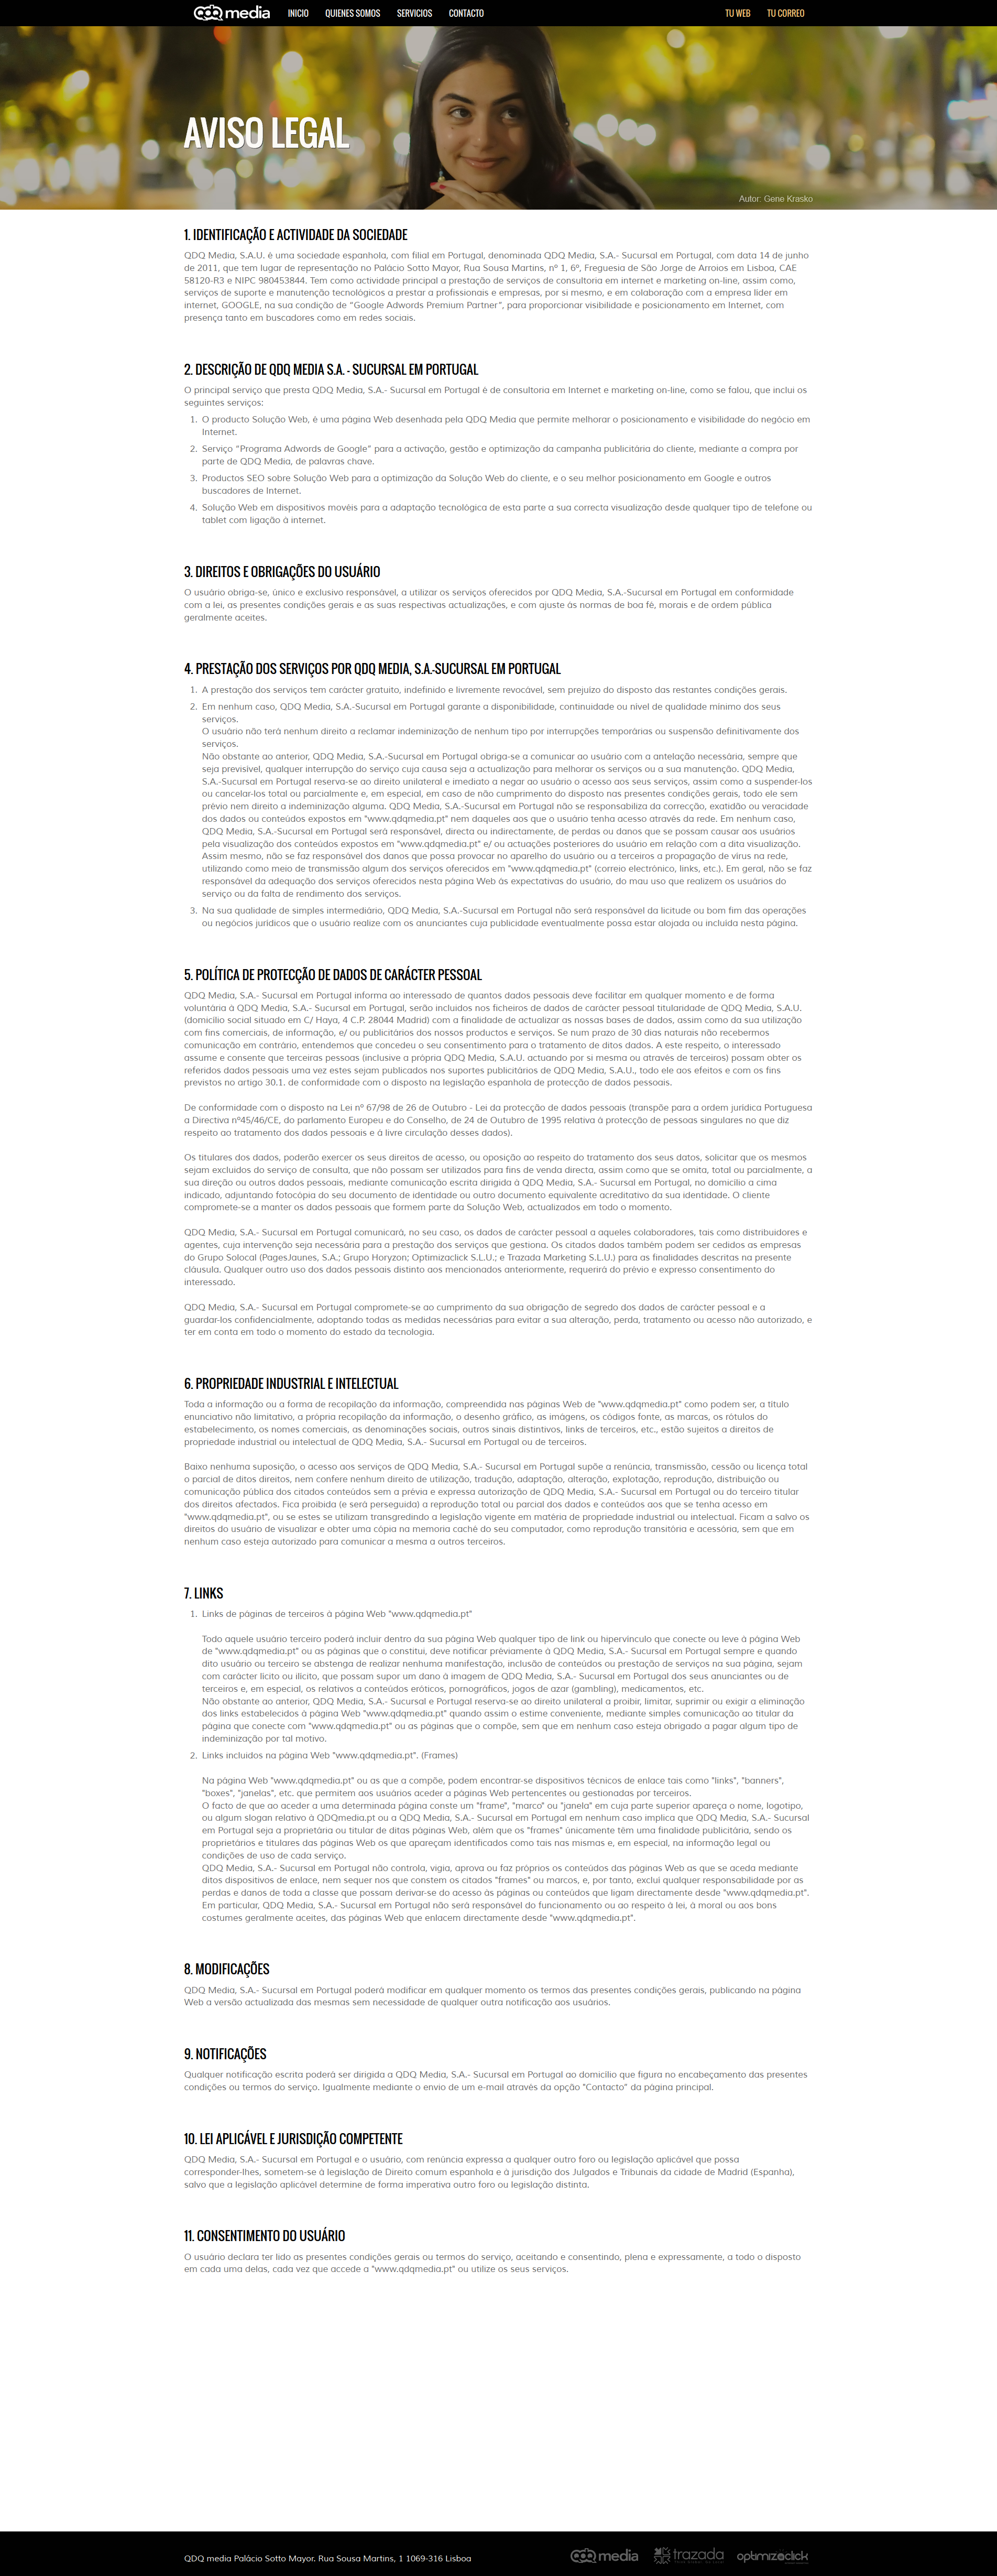 QDQ media INICIO QUIENES SOMOS SERVICIOS CONTACTO TU WEB TU CORREO
AVISO LEGAL
Autor: Gene Krasko
1. IDENTIFICAÇÃO E ACTIVIDADE DA SOCIEDADE
QDQ Media, S.A.U. é uma sociedade espanhola, com filial em Portugal, denominada QDQ Media, S.A.- Sucursal em Portugal, com data 14 de junho
de 2011, que tem lugar de representação no Palácio Sotto Mayor, Rua Sousa Martins, nº 1, 6º, Freguesia de São Jorge de Arroios em Lisboa, CAE
58120-R3 e NIPC 980453844. Tem como actividade principal a prestação de serviços de consultoria em internet e marketing on-line, assim como,
serviços de suporte e manutenção tecnológicos a prestar a profissionais e empresas, por si mesmo, e em colaboração com a empresa líder em
internet, GOOGLE, na sua condição de “Google Adwords Premium Partner”, para proporcionar visibilidade e posicionamento em Internet, com
presença tanto em buscadores como em redes sociais.
2. DESCRIÇÃO DE QDQ MEDIA S.A. - SUCURSAL EM PORTUGAL
O principal serviço que presta QDQ Media, S.A.- Sucursal em Portugal é de consultoria em Internet e marketing on-line, como se falou, que inclui os
seguintes serviços:
1. O producto Solução Web, é uma página Web desenhada pela QDQ Media que permite melhorar o posicionamento e visibilidade do negócio em
Internet.
2. Serviço “Programa Adwords de Google” para a activação, gestão e optimização da campanha publicitária do cliente, mediante a compra por
parte de QDQ Media, de palavras chave.
3. Productos SEO sobre Solução Web para a optimização da Solução Web do cliente, e o seu melhor posicionamento em Google e outros
buscadores de Internet.
4. Solução Web em dispositivos movéis para a adaptação tecnológica de esta parte a sua correcta visualização desde qualquer tipo de telefone ou
tablet com ligação à internet.
3. DIREITOS E OBRIGAÇÕES DO USUÁRIO
O usuário obriga-se, único e exclusivo responsável, a utilizar os serviços oferecidos por QDQ Media, S.A.-Sucursal em Portugal em conformidade
com a lei, as presentes condições gerais e as suas respectivas actualizações, e com ajuste às normas de boa fé, morais e de ordem pública
geralmente aceites.
4. PRESTAÇÃO DOS SERVIÇOS POR QDQ MEDIA, S.A.-SUCURSAL EM PORTUGAL
1. A prestação dos serviços tem carácter gratuito, indefinido e livremente revocável, sem prejuízo do disposto das restantes condições gerais.
2. Em nenhum caso, QDQ Media, S.A.-Sucursal em Portugal garante a disponibilidade, continuidade ou nível de qualidade mínimo dos seus
serviços.
O usuário não terá nenhum direito a reclamar indeminização de nenhum tipo por interrupções temporárias ou suspensão definitivamente dos
serviços.
Não obstante ao anterior, QDQ Media, S.A.-Sucursal em Portugal obriga-se a comunicar ao usuário com a antelação necessária, sempre que
seja previsível, qualquer interrupção do serviço cuja causa seja a actualização para melhorar os serviços ou a sua manutenção. QDQ Media,
S.A.-Sucursal em Portugal reserva-se ao direito unilateral e imediato a negar ao usuário o acesso aos seus serviços, assim como a suspender-los
ou cancelar-los total ou parcialmente e, em especial, em caso de não cumprimento do disposto nas presentes condições gerais, todo ele sem
prévio nem direito a indeminização alguma. QDQ Media, S.A.-Sucursal em Portugal não se responsabiliza da correcção, exatidão ou veracidade
dos dados ou conteúdos expostos em "www.qdqmedia.pt" nem daqueles aos que o usuário tenha acesso através da rede. Em nenhum caso,
QDQ Media, S.A.-Sucursal em Portugal será responsável, directa ou indirectamente, de perdas ou danos que se possam causar aos usuários
pela visualização dos conteúdos expostos em "www.qdqmedia.pt" e/ ou actuações posteriores do usuário em relação com a dita visualização.
Assim mesmo, não se faz responsável dos danos que possa provocar no aparelho do usuário ou a terceiros a propagação de vírus na rede,
utilizando como meio de transmissão algum dos serviços oferecidos em "www.qdqmedia.pt" (correio electrónico, links, etc.). Em geral, não se faz
responsável da adequação dos serviços oferecidos nesta página Web às expectativas do usuário, do mau uso que realizem os usuários do
serviço ou da falta de rendimento dos serviços.
3. Na sua qualidade de simples intermediário, QDQ Media, S.A.-Sucursal em Portugal não será responsável da licitude ou bom fim das operações
ou negócios jurídicos que o usuário realize com os anunciantes cuja publicidade eventualmente possa estar alojada ou incluída nesta página.
5. POLÍTICA DE PROTECÇÃO DE DADOS DE CARÁCTER PESSOAL
QDQ Media, S.A.- Sucursal em Portugal informa ao interessado de quantos dados pessoais deve facilitar em qualquer momento e de forma
voluntária à QDQ Media, S.A.- Sucursal em Portugal, serão incluidos nos ficheiros de dados de carácter pessoal titularidade de QDQ Media, S.A.U.
(domicílio social situado em C/ Haya, 4 C.P. 28044 Madrid) com a finalidade de actualizar as nossas bases de dados, assim como da sua utilização
com fins comerciais, de informação, e/ ou publicitários dos nossos productos e serviços. Se num prazo de 30 dias naturais não recebermos
comunicação em contrário, entendemos que concedeu o seu consentimento para o tratamento de ditos dados. A este respeito, o interessado
assume e consente que terceiras pessoas (inclusive a própria QDQ Media, S.A.U. actuando por si mesma ou através de terceiros) possam obter os
referidos dados pessoais uma vez estes sejam publicados nos suportes publicitários de QDQ Media, S.A.U., todo ele aos efeitos e com os fins
previstos no artigo 30.1. de conformidade com o disposto na legislação espanhola de protecção de dados pessoais.
De conformidade com o disposto na Lei nº 67/98 de 26 de Outubro - Lei da protecção de dados pessoais (transpõe para a ordem jurídica Portuguesa
a Directiva nº45/46/CE, do parlamento Europeu e do Conselho, de 24 de Outubro de 1995 relativa à protecção de pessoas singulares no que diz
respeito ao tratamento dos dados pessoais e à livre circulação desses dados).
Os titulares dos dados, poderão exercer os seus direitos de acesso, ou oposição ao respeito do tratamento dos seus datos, solicitar que os mesmos
sejam excluidos do serviço de consulta, que não possam ser utilizados para fins de venda directa, assim como que se omita, total ou parcialmente, a
sua direção ou outros dados pessoais, mediante comunicação escrita dirigida à QDQ Media, S.A.- Sucursal em Portugal, no domicílio a cima
indicado, adjuntando fotocópia do seu documento de identidade ou outro documento equivalente acreditativo da sua identidade. O cliente
compromete-se a manter os dados pessoais que formem parte da Solução Web, actualizados em todo o momento.
QDQ Media, S.A.- Sucursal em Portugal comunicará, no seu caso, os dados de carácter pessoal a aqueles colaboradores, tais como distribuidores e
agentes, cuja intervenção seja necessária para a prestação dos serviços que gestiona. Os citados dados também podem ser cedidos as empresas
do Grupo Solocal (PagesJaunes, S.A.; Grupo Horyzon; Optimizaclick S.L.U.; e Trazada Marketing S.L.U.) para as finalidades descritas na presente
cláusula. Qualquer outro uso dos dados pessoais distinto aos mencionados anteriormente, requerirá do prévio e expresso consentimento do
interessado.
QDQ Media, S.A.- Sucursal em Portugal compromete-se ao cumprimento da sua obrigação de segredo dos dados de carácter pessoal e a
guardar-los confidencialmente, adoptando todas as medidas necessárias para evitar a sua alteração, perda, tratamento ou acesso não autorizado, e
ter em conta em todo o momento do estado da tecnologia.
6. PROPRIEDADE INDUSTRIAL E INTELECTUAL
Toda a informação ou a forma de recopilação da informação, compreendida nas páginas Web de "www.qdqmedia.pt" como podem ser, a título
enunciativo não limitativo, a própria recopilação da informação, o desenho gráfico, as imágens, os códigos fonte, as marcas, os rótulos do
estabelecimento, os nomes comerciais, as denominações sociais, outros sinais distintivos, links de terceiros, etc., estão sujeitos a direitos de
propriedade industrial ou intelectual de QDQ Media, S.A.- Sucursal em Portugal ou de terceiros.
Baixo nenhuma suposição, o acesso aos serviços de QDQ Media, S.A.- Sucursal em Portugal supõe a renúncia, transmissão, cessão ou licença total
o parcial de ditos direitos, nem confere nenhum direito de utilização, tradução, adaptação, alteração, explotação, reprodução, distribuição ou
comunicação pública dos citados conteúdos sem a prévia e expressa autorização de QDQ Media, S.A.- Sucursal em Portugal ou do terceiro titular
dos direitos afectados. Fica proibida (e será perseguida) a reprodução total ou parcial dos dados e conteúdos aos que se tenha acesso em
"www.qdqmedia.pt", ou se estes se utilizam transgredindo a legislação vigente em matéria de propriedade industrial ou intelectual. Ficam a salvo os
direitos do usuário de visualizar e obter uma cópia na memoria caché do seu computador, como reprodução transitória e acessória, sem que em
nenhum caso esteja autorizado para comunicar a mesma a outros terceiros.
7. LINKS
1. Links de páginas de terceiros à página Web "www.qdqmedia.pt"
Todo aquele usuário terceiro poderá incluir dentro da sua página Web qualquer tipo de link ou hipervínculo que conecte ou leve à página Web
de "www.qdqmedia.pt" ou as páginas que o constitui, deve notificar préviamente à QDQ Media, S.A.- Sucursal em Portugal sempre e quando
dito usuário ou terceiro se abstenga de realizar nenhuma manifestação, inclusão de conteúdos ou prestação de serviços na sua página, sejam
com carácter lícito ou ilícito, que possam supor um dano à imagem de QDQ Media, S.A.- Sucursal em Portugal dos seus anunciantes ou de
terceiros e, em especial, os relativos a conteúdos eróticos, pornográficos, jogos de azar (gambling), medicamentos, etc.
Não obstante ao anterior, QDQ Media, S.A.- Sucursal e Portugal reserva-se ao direito unilateral a proibir, limitar, suprimir ou exigir a eliminação
dos links estabelecidos à página Web "www.qdqmedia.pt" quando assim o estime conveniente, mediante simples comunicação ao titular da
página que conecte com "www.qdqmedia.pt" ou as páginas que o compõe, sem que em nenhum caso esteja obrigado a pagar algum tipo de
indeminização por tal motivo.
2. Links incluidos na página Web "www.qdqmedia.pt". (Frames)
Na página Web "www.qdqmedia.pt" ou as que a compõe, podem encontrar-se dispositivos técnicos de enlace tais como "links", "banners",
"boxes", "janelas", etc. que permitem aos usuários aceder a páginas Web pertencentes ou gestionadas por terceiros.
O facto de que ao aceder a uma determinada página conste um "frame", "marco" ou "janela" em cuja parte superior apareça o nome, logotipo,
ou algum slogan relativo à QDQmedia.pt ou a QDQ Media, S.A.- Sucursal em Portugal em nenhum caso implica que QDQ Media, S.A.- Sucursal
em Portugal seja a proprietária ou titular de ditas páginas Web, além que os "frames" únicamente têm uma finalidade publicitária, sendo os
proprietários e titulares das páginas Web os que apareçam identificados como tais nas mismas e, em especial, na información legal ou
condições de uso de cada serviço.
QDQ Media, S.A.- Sucursal em Portugal não controla, vigia, aprova ou faz próprios os conteúdos das páginas Web as que se aceda mediante
ditos dispositivos de enlace, nem sequer nos que constem os citados "frames" ou marcos, e, por tanto, exclui qualquer responsabilidade por as
perdas e danos de toda a classe que possam derivar-se do acesso às páginas ou conteúdos que ligam directamente desde "www.qdqmedia.pt".
Em particular, QDQ Media, S.A.- Sucursal em Portugal não será responsável do funcionamento ou ao respeito à lei, à moral ou aos bons
costumes geralmente aceites, das páginas Web que enlacem directamente desde "www.qdqmedia.pt".
8. MODIFICAÇÕES
QDQ Media, S.A.- Sucursal em Portugal poderá modificar em qualquer momento os termos das presentes condições gerais, publicando na página
Web a versão actualizada das mesmas sem necessidade de qualquer outra notificação aos usuários.
9. NOTIFICAÇÕES
Qualquer notificação escrita poderá ser dirigida a QDQ Media, S.A.- Sucursal em Portugal ao domicílio que figura no encabeçamento das presentes
condições ou termos do serviço. Igualmente mediante o envio de um e-mail através da opção "Contacto" da página principal.
10. LEI APLICÁVEL E JURISDIÇÃO COMPETENTE
QDQ Media, S.A.- Sucursal em Portugal e o usuário, com renúncia expressa a qualquer outro foro ou legislação aplicável que possa
corresponder-lhes, sometem-se à legislação de Direito comum espanhola e à jurisdição dos Julgados e Tribunais da cidade de Madrid (Espanha),
salvo que a legislação aplicável determine de forma imperativa outro foro ou legislação distinta.
11. CONSENTIMENTO DO USUÁRIO
O usuário declara ter lido as presentes condições gerais ou termos do serviço, aceitando e consentindo, plena e expressamente, a todo o disposto
em cada uma delas, cada vez que accede a "www.qdqmedia.pt" ou utilize os seus serviços.
QDQ media Palácio Sotto Mayor. Rua Sousa Martins, 1 1069-316 Lisboa QDQ media trazada optimizaclick